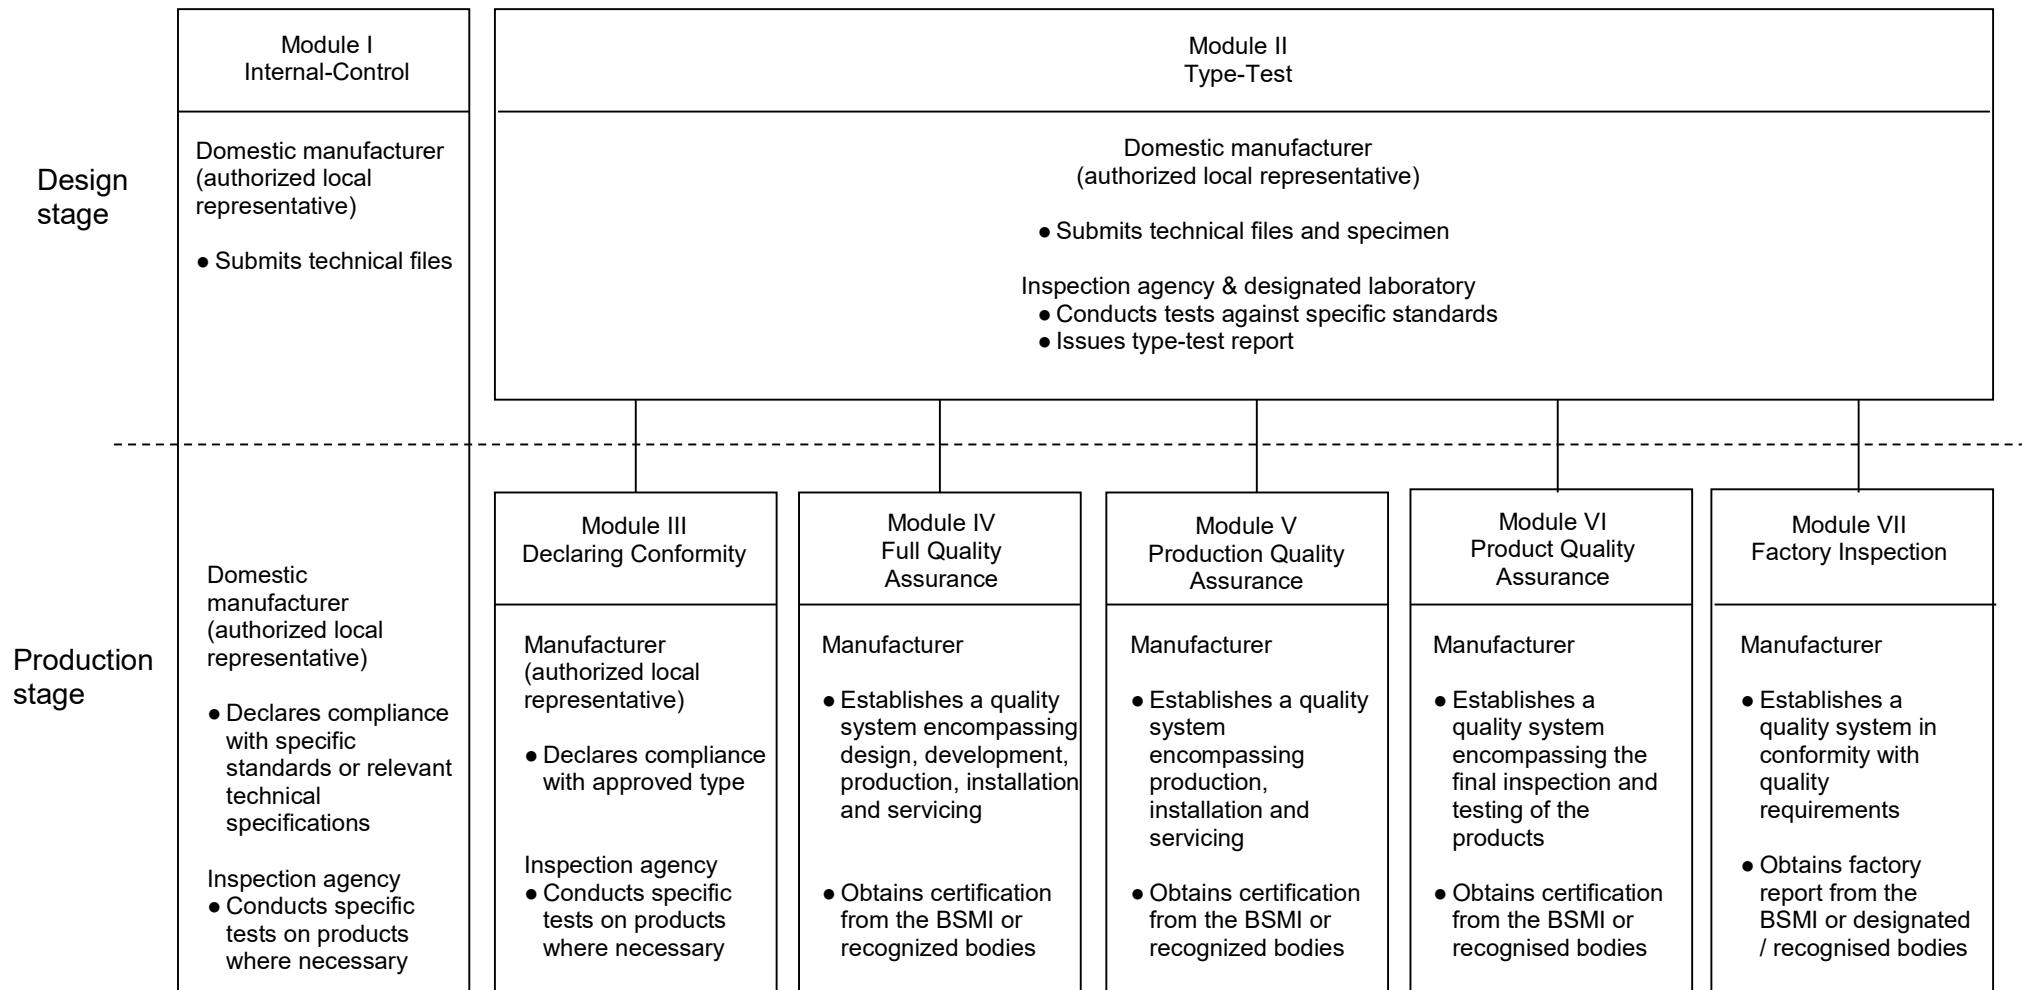 Module I
Internal-Control
Module II
Type-Test
Design
stage
Domestic manufacturer
(authorized local
representative)
● Submits technical files
Domestic manufacturer
(authorized local representative)
● Submits technical files and specimen
Inspection agency & designated laboratory
● Conducts tests against specific standards
● Issues type-test report
Production
stage
Domestic
manufacturer
(authorized local
representative)
● Declares compliance
with specific
standards or relevant
technical
specifications
Inspection agency
● Conducts specific
tests on products
where necessary
Module III
Declaring Conformity
Manufacturer
(authorized local
representative)
● Declares compliance
with approved type
Inspection agency
● Conducts specific
tests on products
where necessary
Module IV
Full Quality
Assurance
Manufacturer
● Establishes a quality
system encompassing
design, development,
production, installation
and servicing
● Obtains certification
from the BSMI or
recognized bodies
Module V
Production Quality
Assurance
Manufacturer
● Establishes a quality
system
encompassing
production,
installation and
servicing
● Obtains certification
from the BSMI or
recognized bodies
Module VI
Product Quality
Assurance
Manufacturer
● Establishes a
quality system
encompassing the
final inspection and
testing of the
products
● Obtains certification
from the BSMI or
recognised bodies
Module VII
Factory Inspection
Manufacturer
● Establishes a
quality system in
conformity with
quality
requirements
● Obtains factory
report from the
BSMI or designated
/ recognised bodies